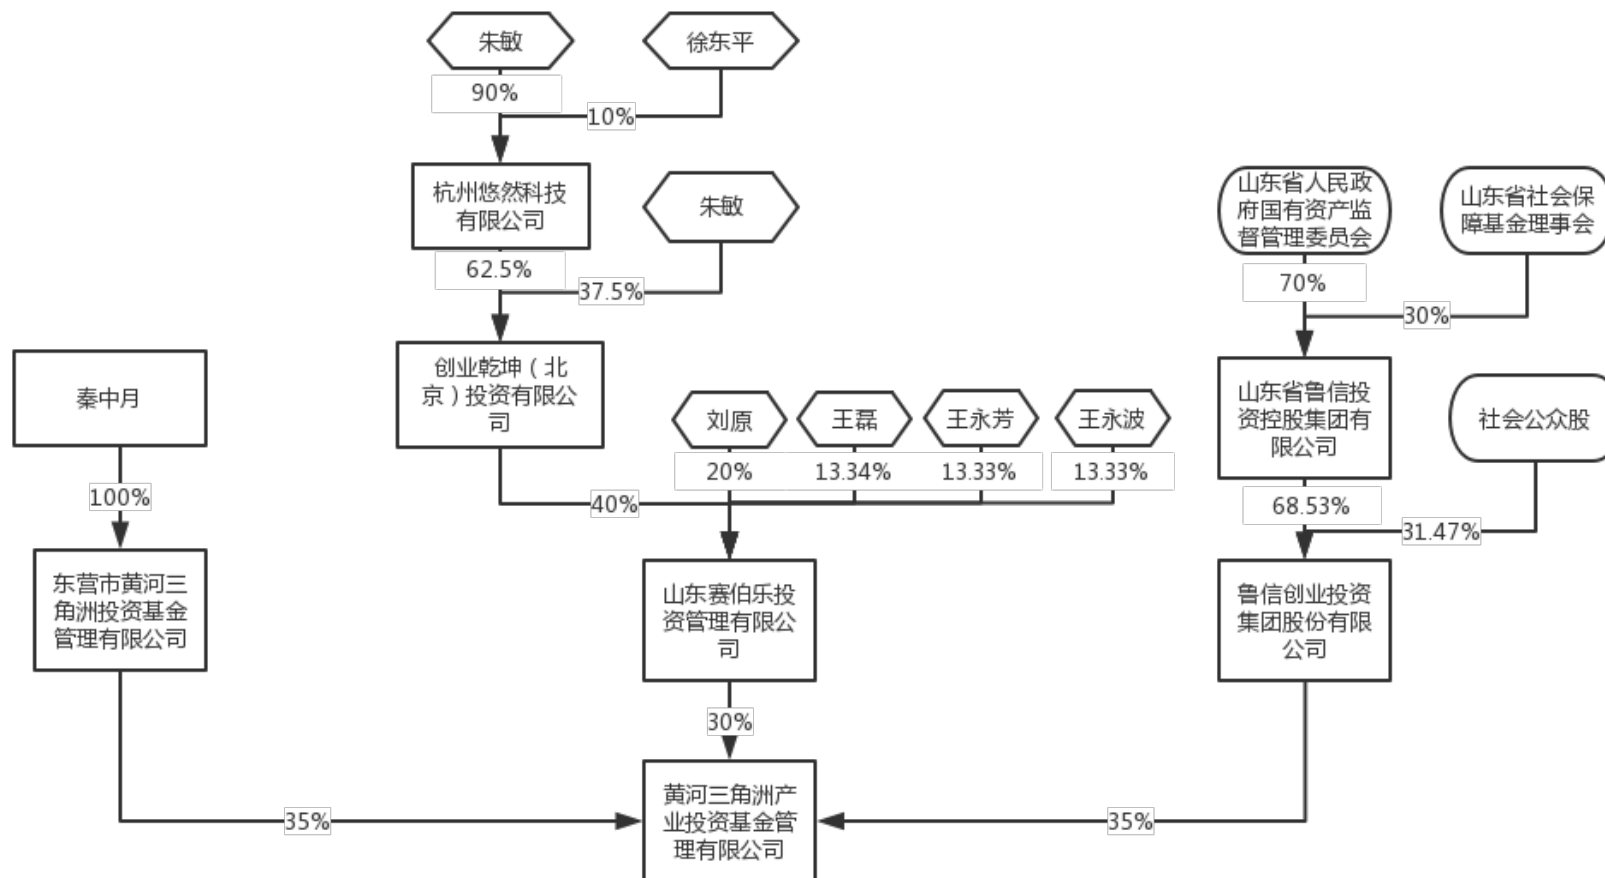 朱敏
徐东平
90%
10%
杭州悠然科技
有限公司
朱敏
山东省人民政
府国有资产监
督管理委员会
山东省社会保
障基金理事会
62.5%
37.5%
70%
30%
秦中月
创业乾坤（北
京）投资有限公
司
刘原
王磊
王永芳
王永波
山东省鲁信投
资控股集团有
限公司
社会公众股
20%
13.34%
13.33%
13.33%
100%
40%
68.53%
31.47%
东营市黄河三
角洲投资基金
管理有限公司
山东赛伯乐投
资管理有限公
司
鲁信创业投资
集团股份有限
公司
30%
35%
黄河三角洲产
业投资基金管
理有限公司
35%